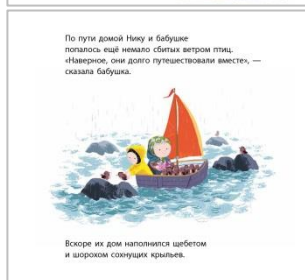 По пути домой Нику и бабушке
попалось ещё немало сбитых ветром птиц.
«Наверное, они долго путешествовали вместе», —
сказала бабушка.
Вскоре их дом наполнился щебетом
и шорохом сохнущих крыльев.